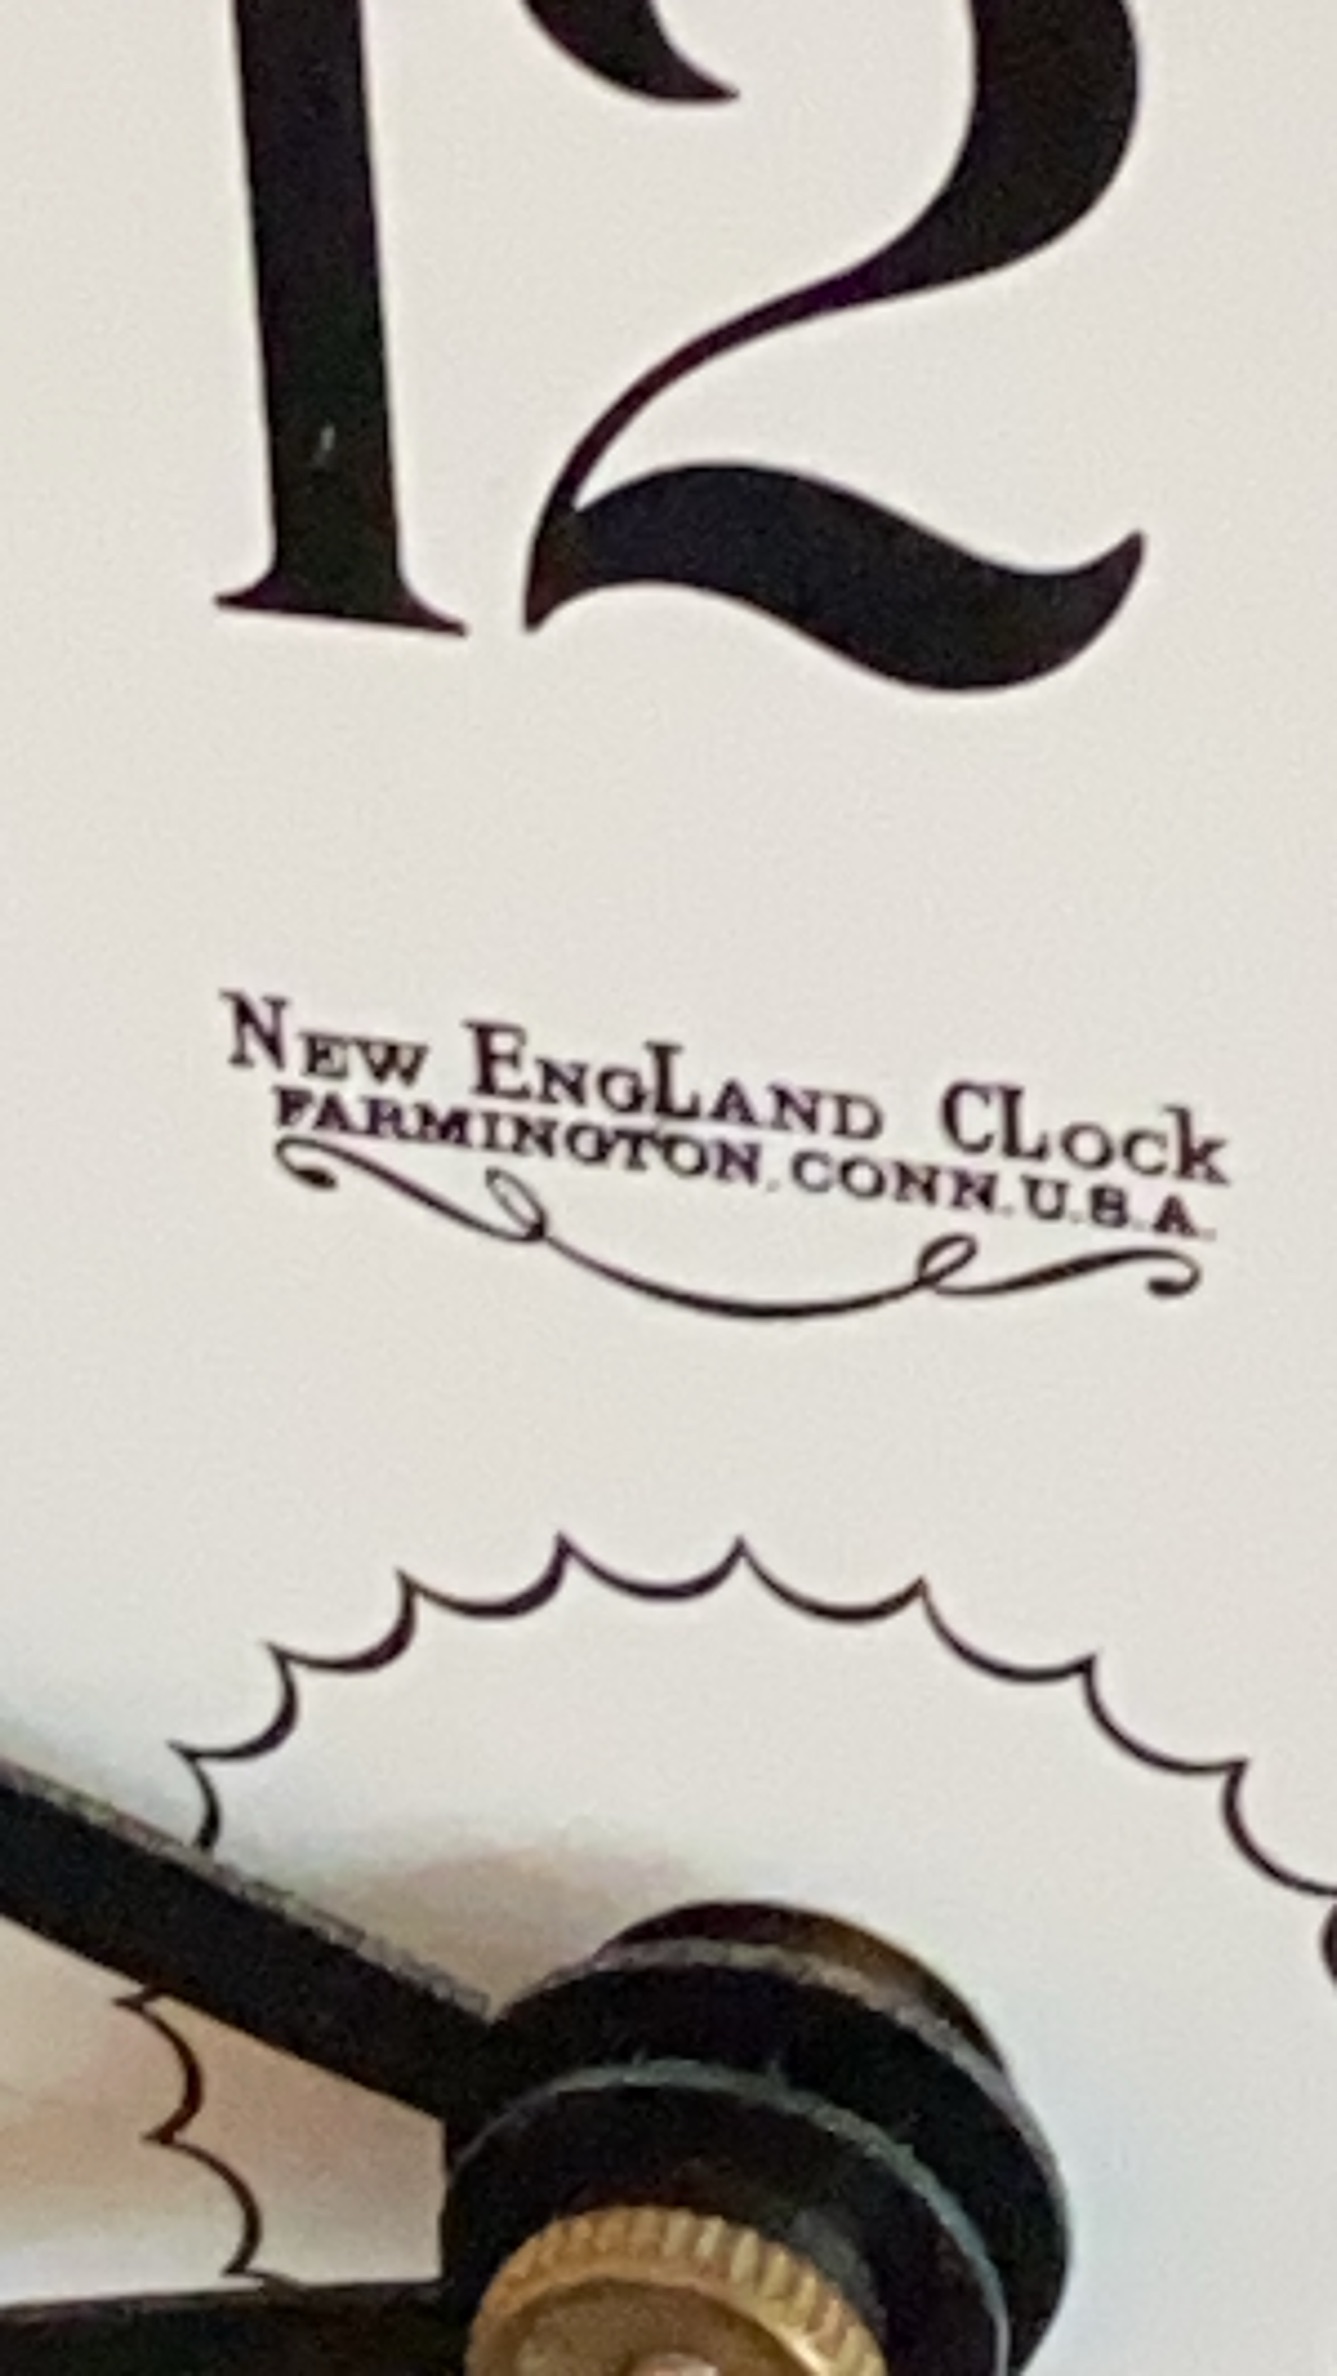 12
NEW ENGLAND CLOCK
FARMINGTON, CONN. U.S.A.